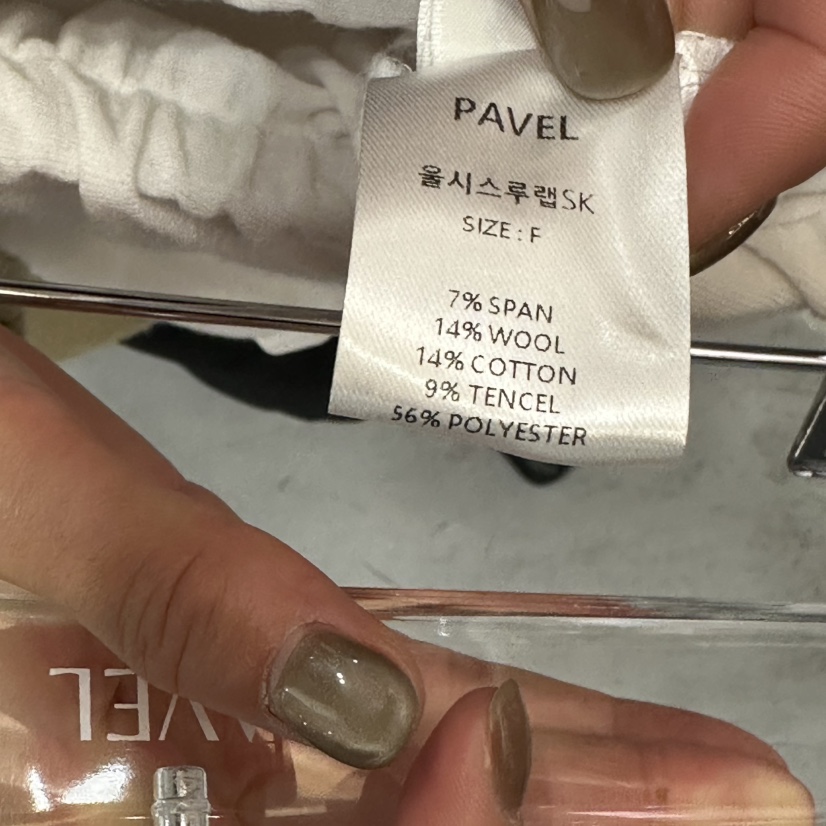 PAVEL
울시스루랩SK
SIZE : F
7% SPAN
14% WOOL
14% COTTON
9% TENCEL
56% POLYESTER
PAVEL